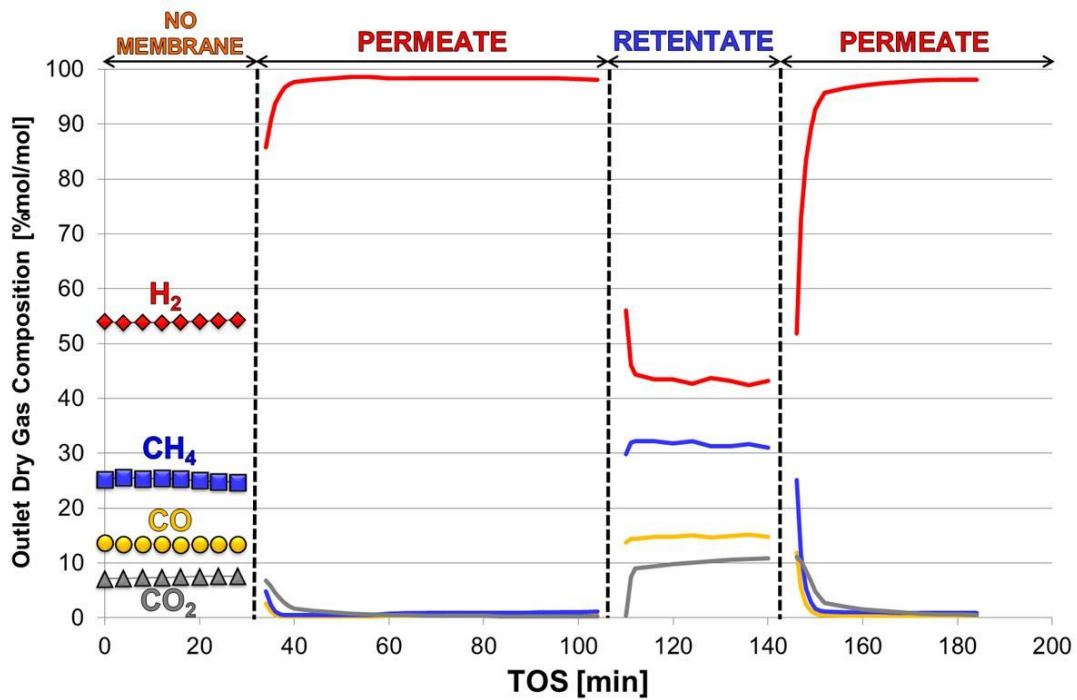 NO
MEMBRANE
PERMEATE
RETENTATE
PERMEATE
Outlet Dry Gas Composition [%mol/mol]
100
90
80
70
60
50
40
30
20
10
0
H₂
CH₄
CO
CO₂
0 20 40 60 80 100 120 140 160 180 200
TOS [min]